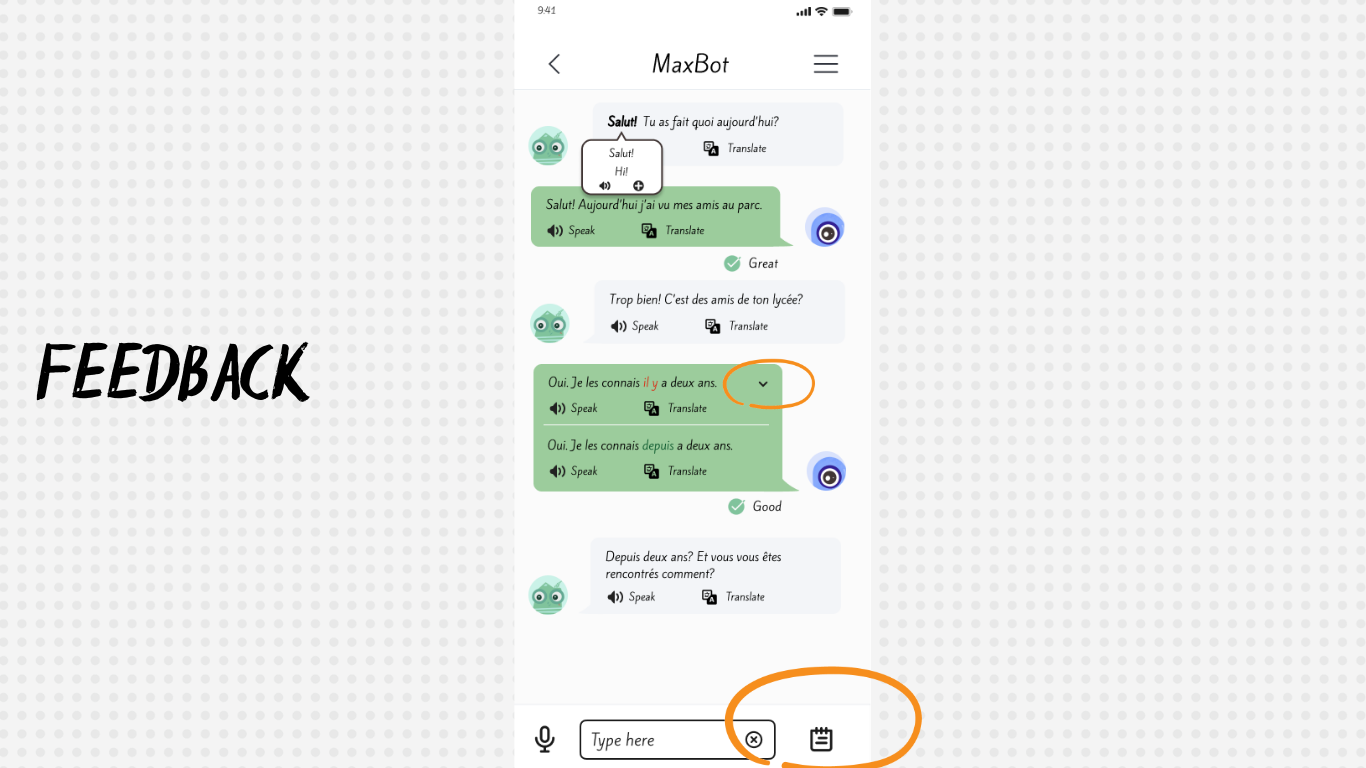 9:41
MaxBot
Salut! Tu as fait quoi aujourd'hui?
Translate
Salut!
Hi!
Salut! Aujourd'hui j'ai vu mes amis au parc.
Speak Translate
Great
Trop bien! C'est des amis de ton lycée?
Speak Translate
FEEDBACK
Oui. Je les connais il y a deux ans.
Speak Translate
Oui. Je les connais depuis a deux ans.
Speak Translate
Good
Depuis deux ans? Et vous vous êtes
rencontrés comment?
Speak Translate
Type here